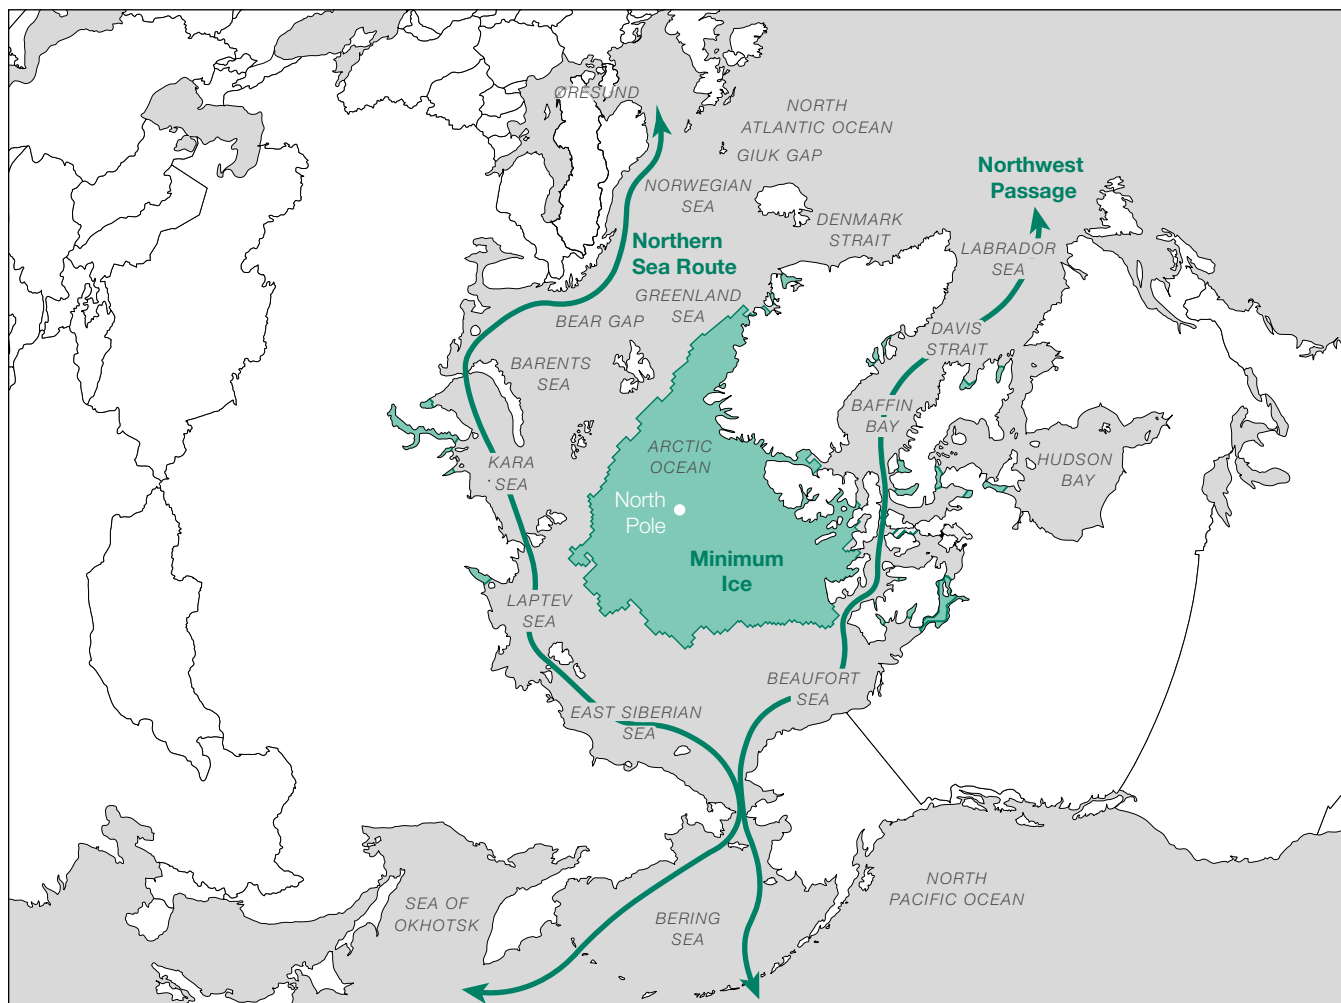 ØRESUND
NORTH
ATLANTIC OCEAN
GIUK GAP
Northwest
Passage
NORWEGIAN
SEA
DENMARK
STRAIT
Northern
Sea Route
LABRADOR
SEA
GREENLAND
SEA
BEAR GAP
DAVIS
STRAIT
BARENTS
SEA
BAFFIN
BAY
ARCTIC
OCEAN
KARA
SEA
HUDSON
BAY
North
Pole
Minimum
Ice
LAPTEV
SEA
BEAUFORT
SEA
EAST SIBERIAN
SEA
NORTH
PACIFIC OCEAN
SEA OF
OKHOTSK
BERING
SEA